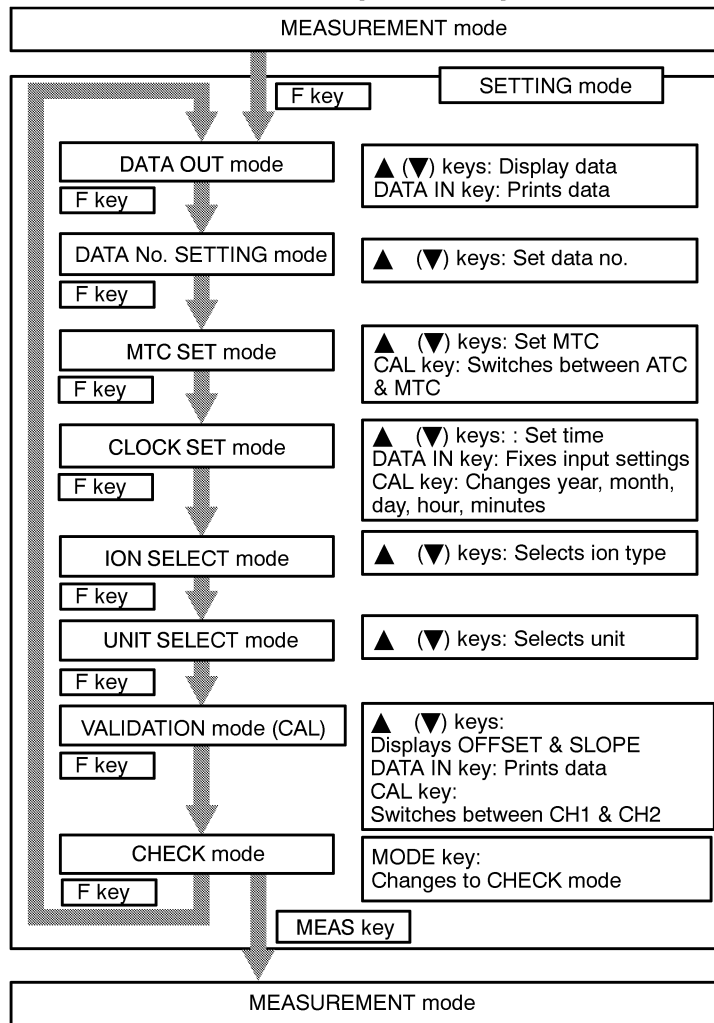 MEASUREMENT mode
F key
SETTING mode
DATA OUT mode
F key
▲ (▼) keys: Display data
DATA IN key: Prints data
DATA No. SETTING mode
F key
▲ (▼) keys: Set data no.
MTC SET mode
F key
▲ (▼) keys: Set MTC
CAL key: Switches between ATC
& MTC
CLOCK SET mode
F key
▲ (▼) keys: : Set time
DATA IN key: Fixes input settings
CAL key: Changes year, month,
day, hour, minutes
ION SELECT mode
F key
▲ (▼) keys: Selects ion type
UNIT SELECT mode
F key
▲ (▼) keys: Selects unit
VALIDATION mode (CAL)
F key
▲ (▼) keys:
Displays OFFSET & SLOPE
DATA IN key: Prints data
CAL key:
Switches between CH1 & CH2
CHECK mode
F key
MODE key:
Changes to CHECK mode
MEAS key
MEASUREMENT mode